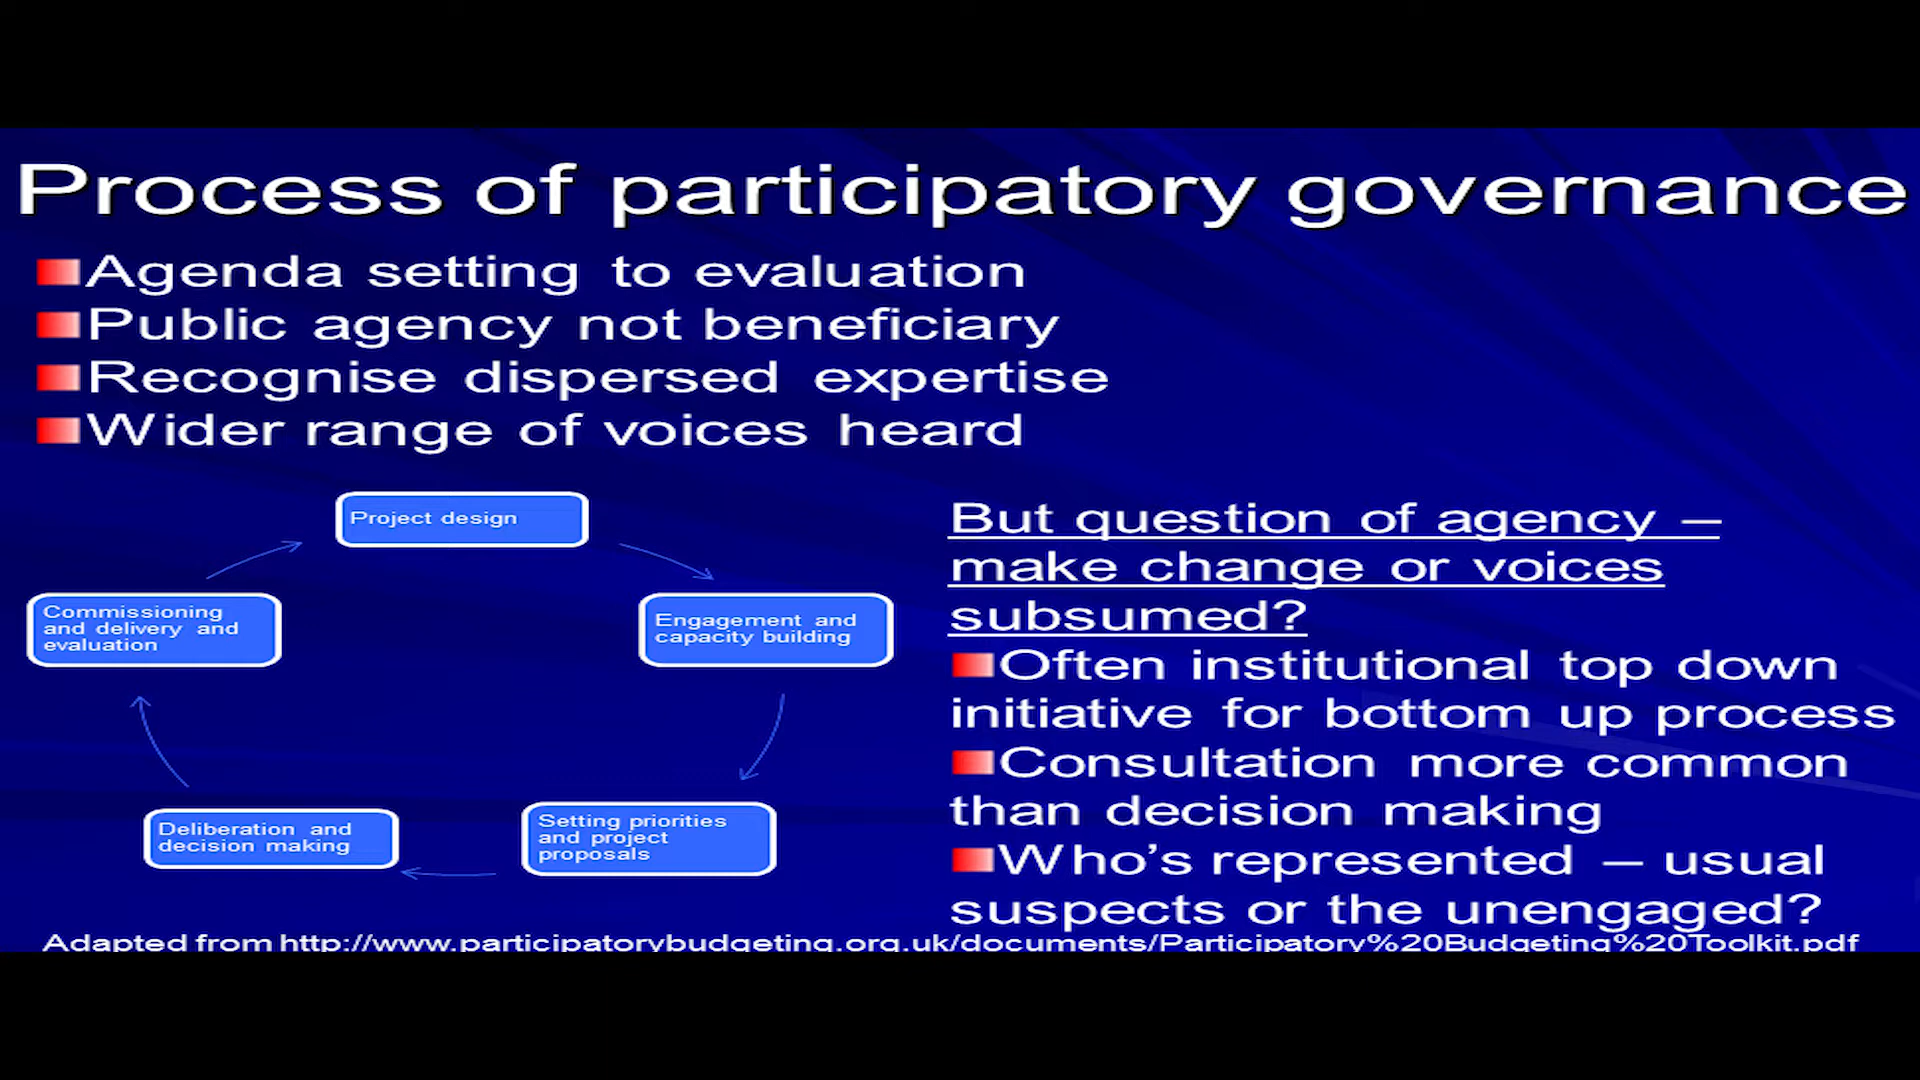 Process of participatory governance
Agenda setting to evaluation
Public agency not beneficiary
Recognise dispersed expertise
Wider range of voices heard
Project design
Engagement and
capacity building
Setting priorities
and project
proposals
Deliberation and
decision making
Commissioning
and delivery and
evaluation
But question of agency –
make change or voices
subsumed?
Often institutional top down
initiative for bottom up process
Consultation more common
than decision making
Who's represented – usual
suspects or the unengaged?
Adapted from http://www.participatorybudgeting.org.uk/documents/Participatory%20Budgeting%20Toolkit.pdf